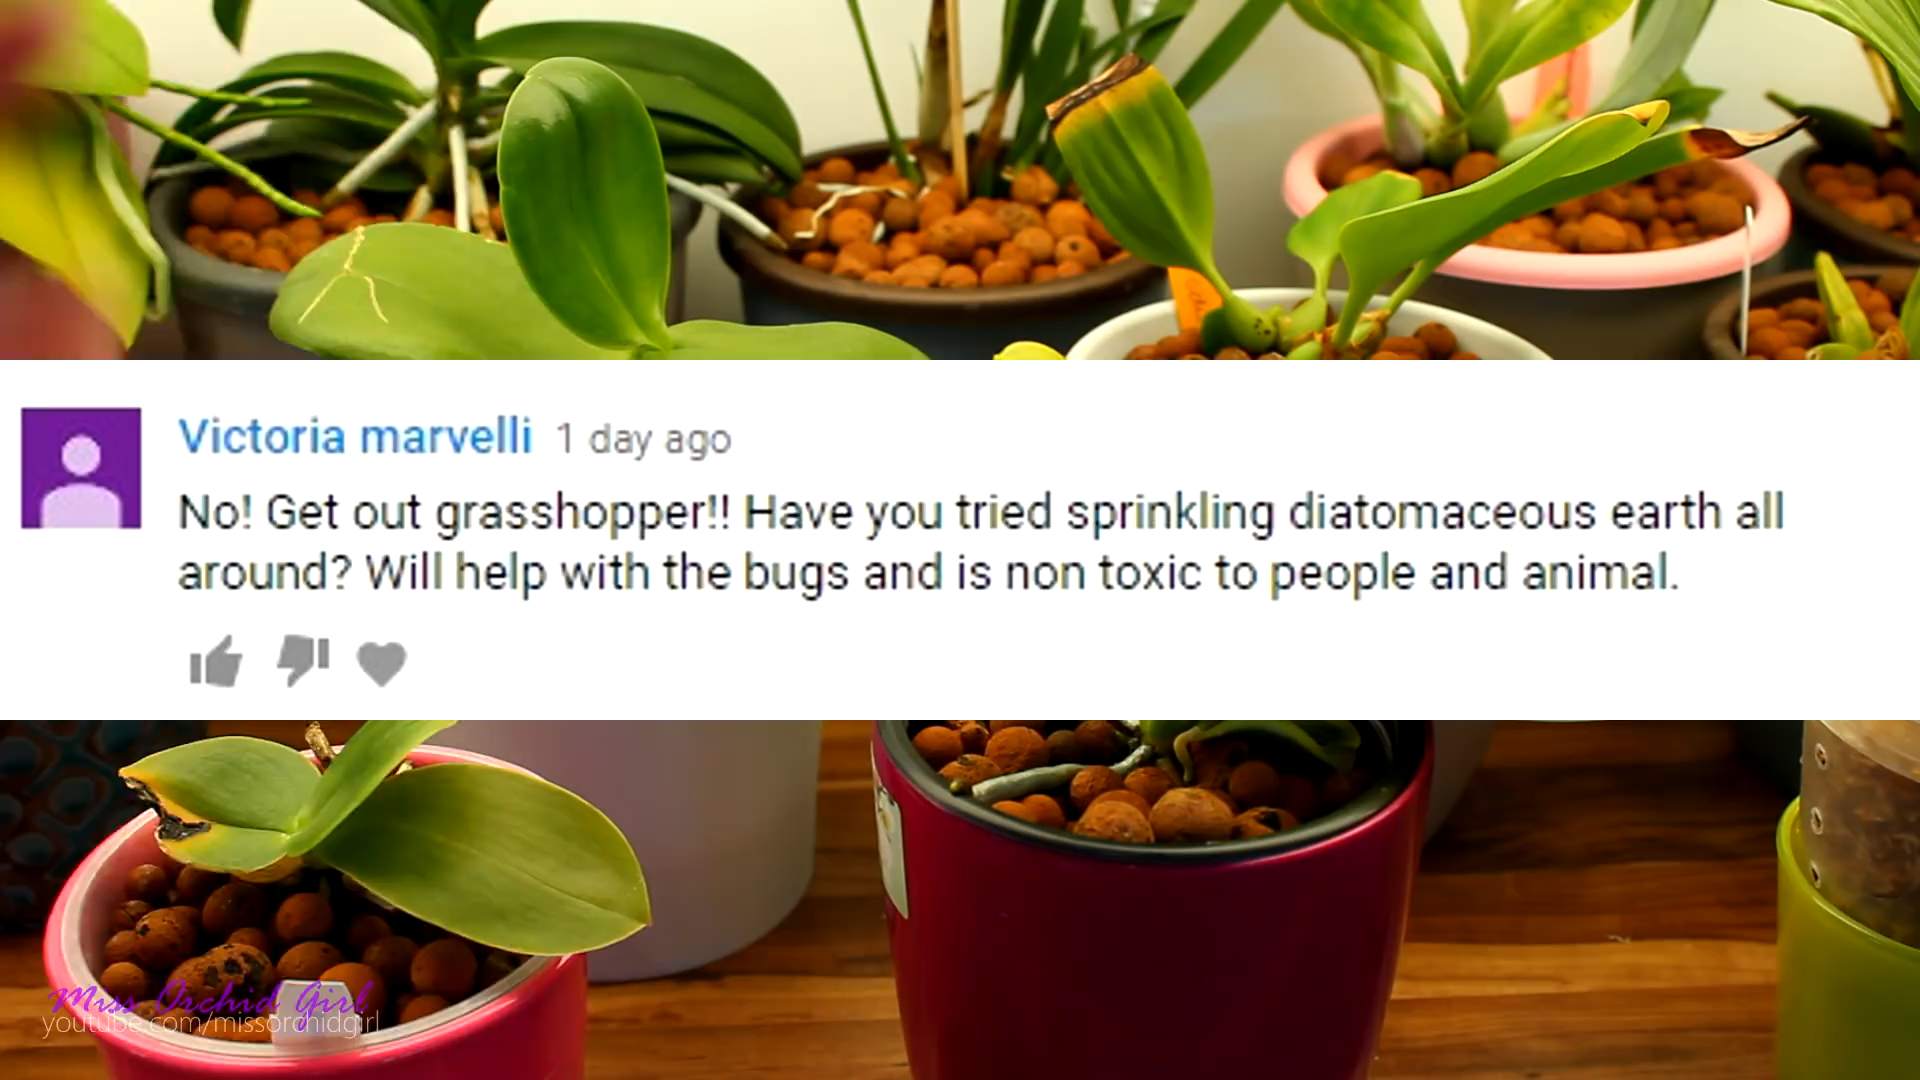 Victoria marvelli 1 day ago
No! Get out grasshopper!! Have you tried sprinkling diatomaceous earth all
around? Will help with the bugs and is non toxic to people and animal.
Miss Orchid Girl
youtube.com/missorchidgirl